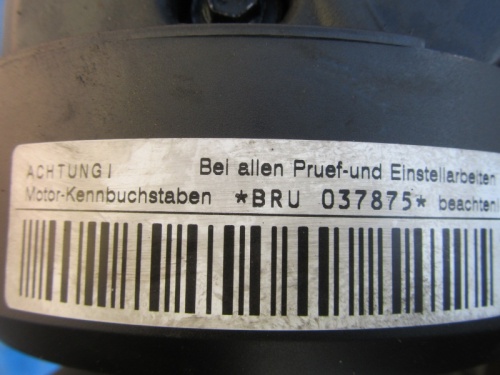 ACHTUNG! Bei allen Pruef-und Einstellarbeiten
Motor-Kennbuchstaben *BRU 037875* beachten!